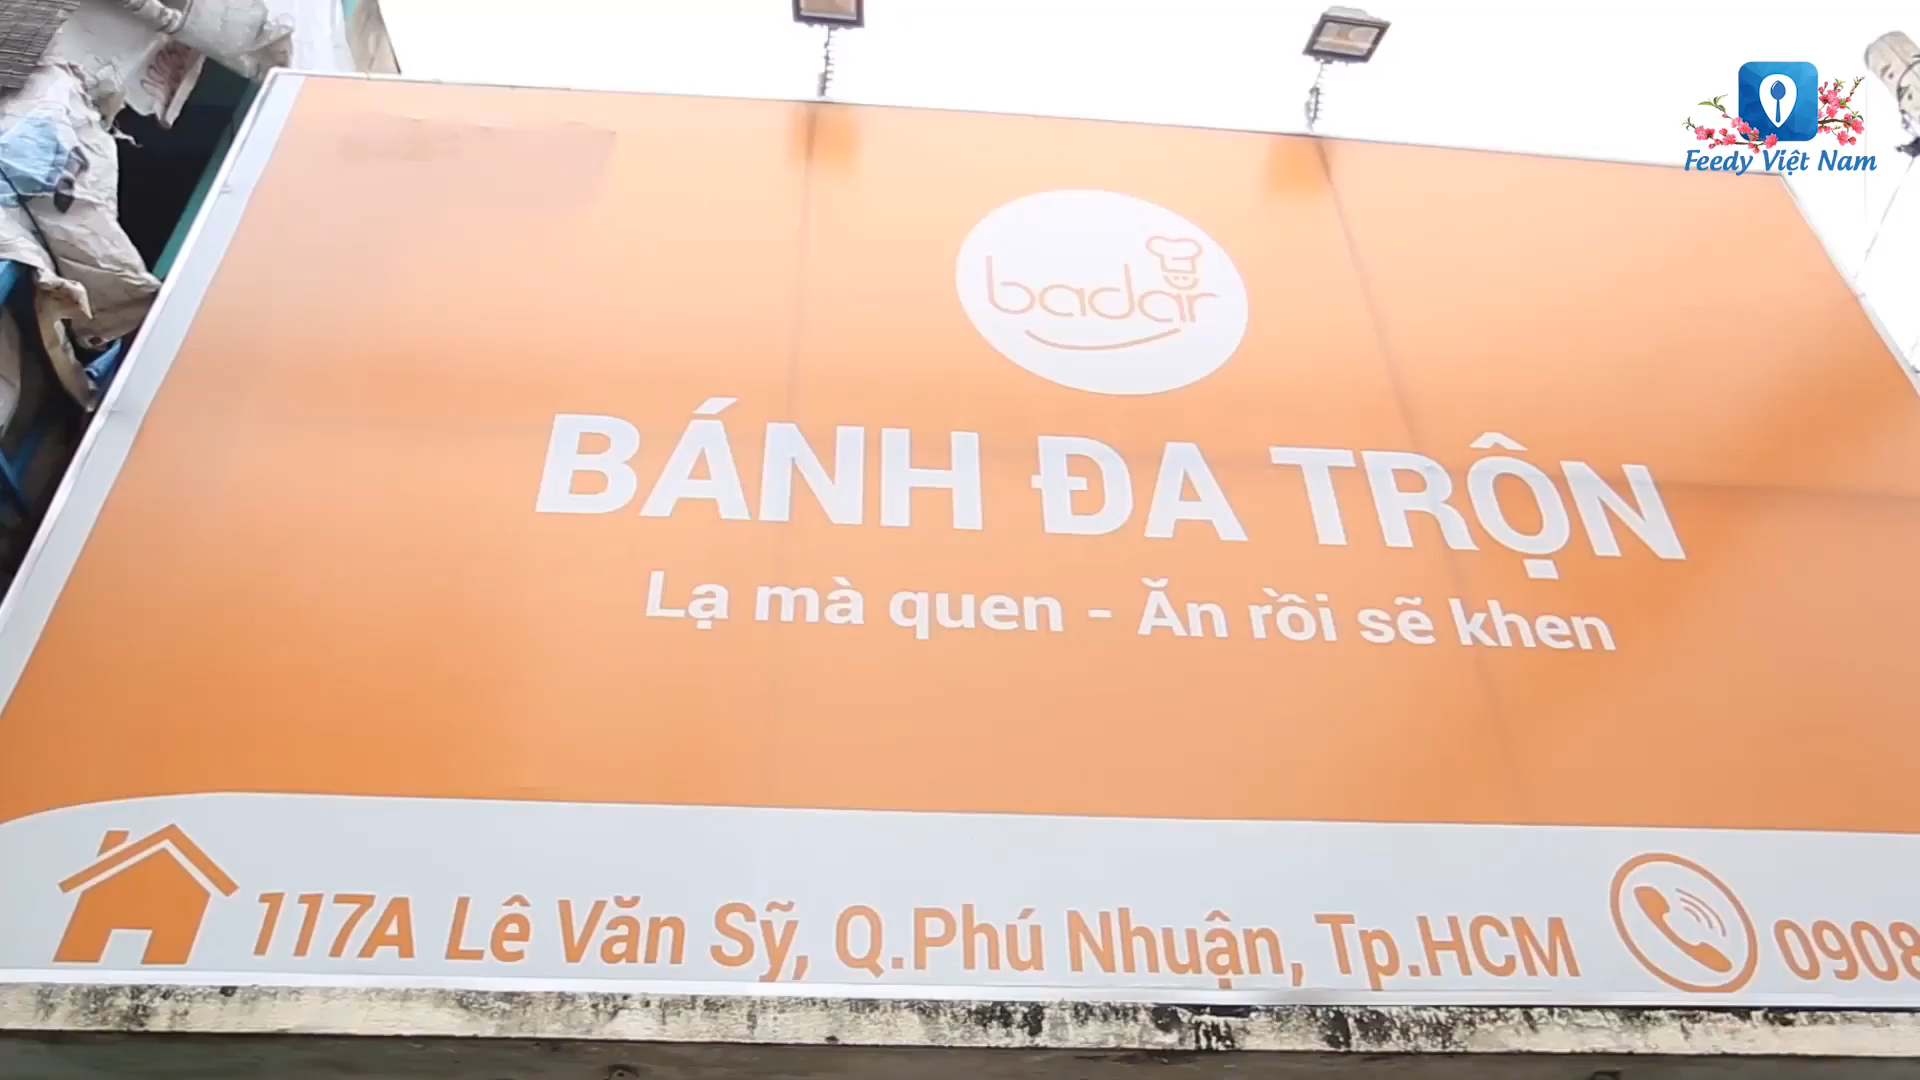 Feedy Việt Nam
badar
BÁNH ĐA TRỘN
Lạ mà quen - Ăn rồi sẽ khen
117A Lê Văn Sỹ, Q.Phú Nhuận, Tp.HCM 0908